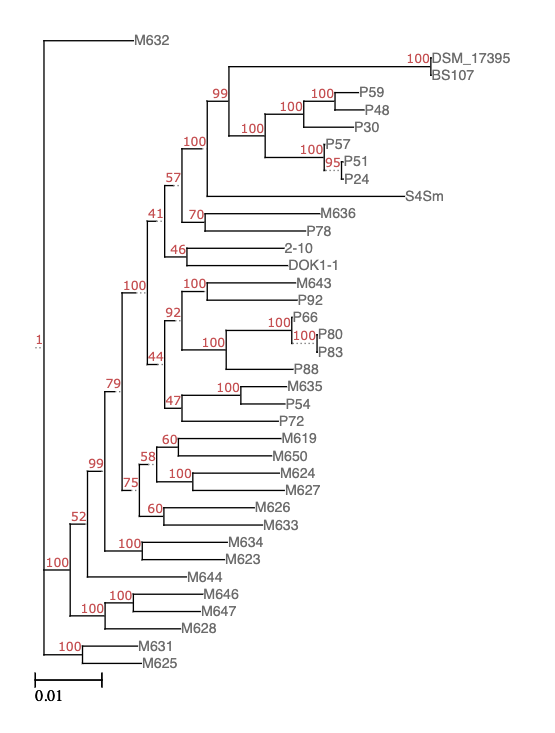 M632
100 DSM_17395
BS107
99
100 P59
100
P48
P30
100
100
100 P57
95 P51
P24
57
S4Sm
41
70 M636
P78
46 2-10
DOK1-1
100
100 M643
P92
92
100 P66
100 P80
P83
100
1
44
P88
79
100 M635
P54
47
P72
60 M619
M650
58
99
100 M624
M627
75
60 M626
M633
52
100 M634
M623
100
M644
100 M646
M647
100
M628
100 M631
M625
0.01